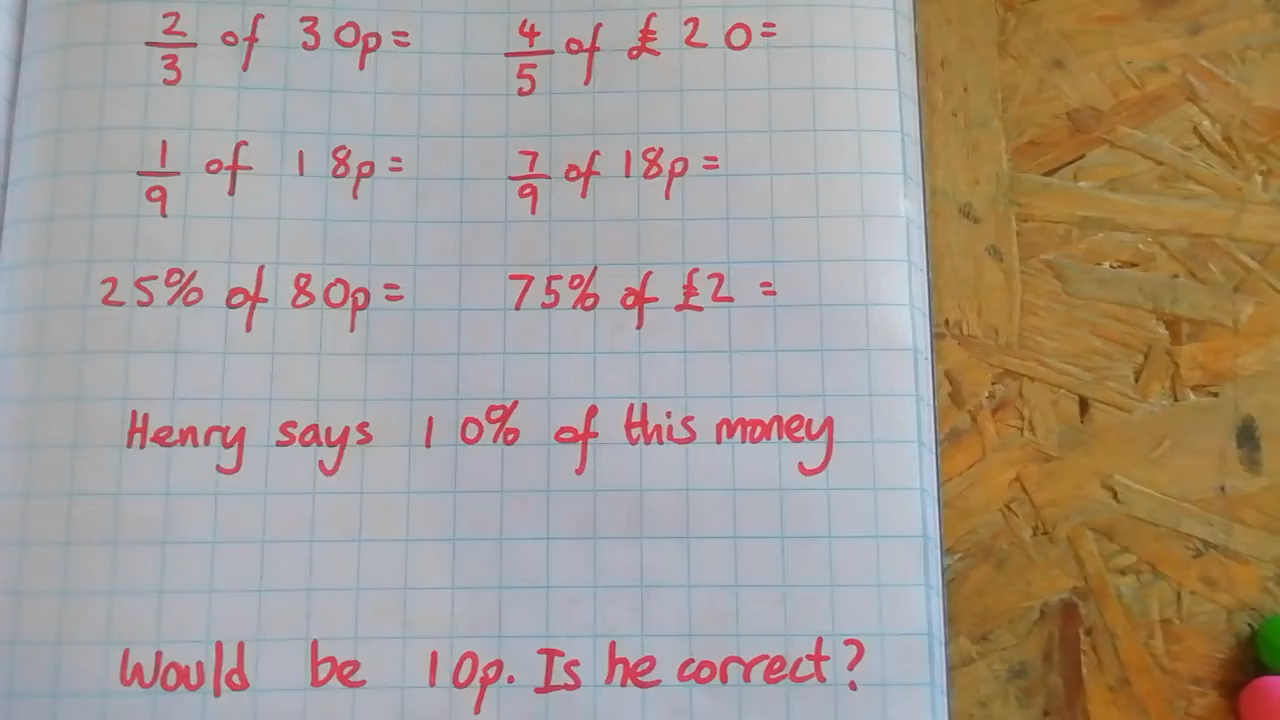 2/3 of 30p= 4/5 of £20=
1/9 of 18p= 7/9 of 18p=
25% of 80p= 75% of £2 =
Henry says 10% of this money
Would be 10p. Is he correct?